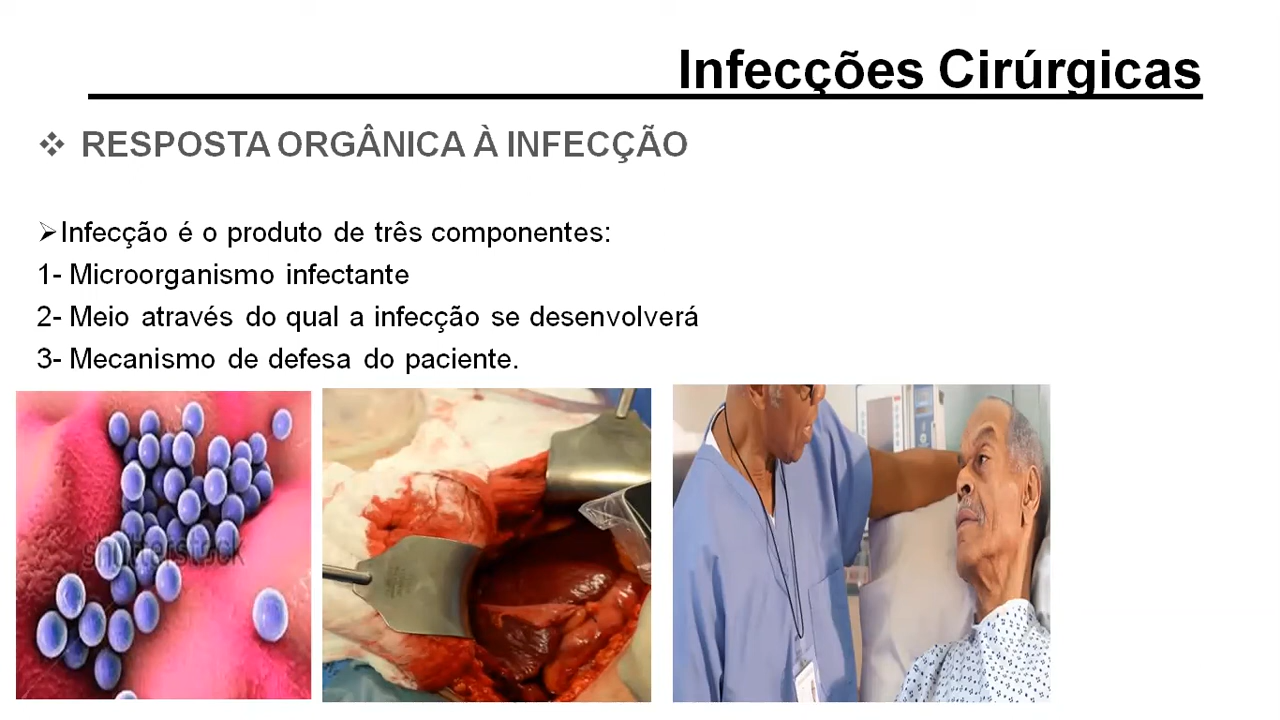 Infecções Cirúrgicas
❖ RESPOSTA ORGÂNICA À INFECÇÃO
➢Infecção é o produto de três componentes:
1- Microorganismo infectante
2- Meio através do qual a infecção se desenvolverá
3- Mecanismo de defesa do paciente.
shutterstock